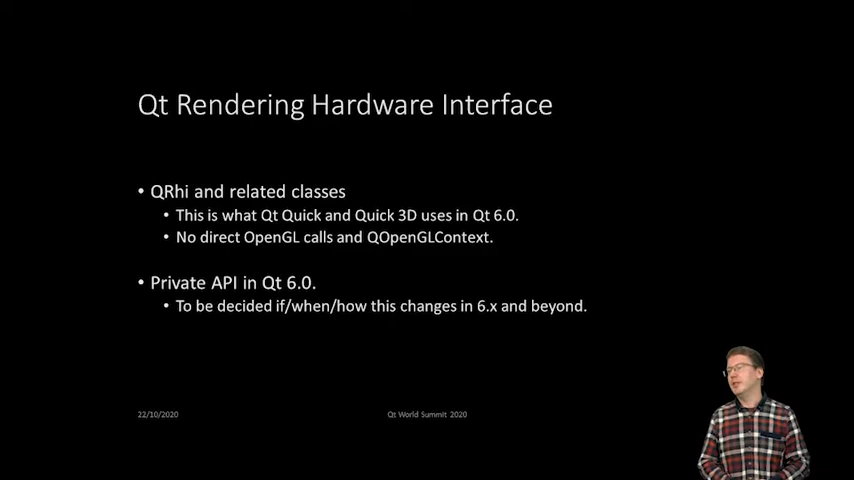 Qt Rendering Hardware Interface
• QRhi and related classes
• This is what Qt Quick and Quick 3D uses in Qt 6.0.
• No direct OpenGL calls and QOpenGLContext.
• Private API in Qt 6.0.
• To be decided if/when/how this changes in 6.x and beyond.
22/10/2020
Qt World Summit 2020